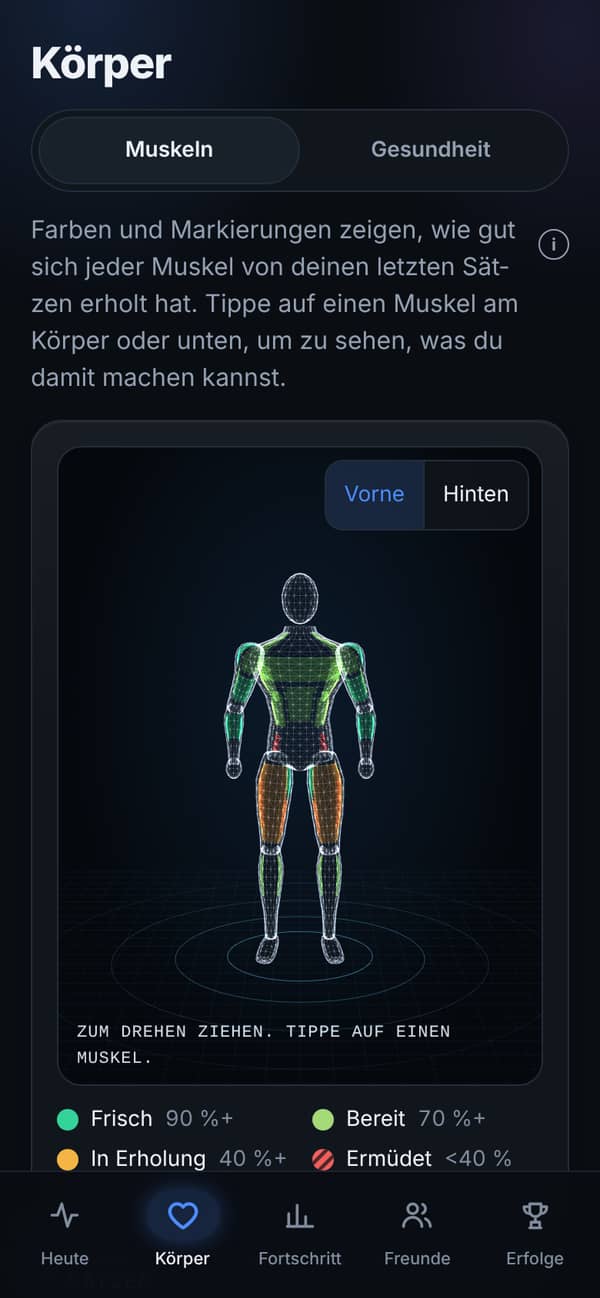 Körper
Muskeln
Gesundheit
Farben und Markierungen zeigen, wie gut
sich jeder Muskel von deinen letzten Sät-
zen erholt hat. Tippe auf einen Muskel am
Körper oder unten, um zu sehen, was du
damit machen kannst.
i
Vorne
Hinten
ZUM DREHEN ZIEHEN. TIPPE AUF EINEN
MUSKEL.
Frisch 90 %+
Bereit 70 %+
In Erholung 40 %+
Ermüdet <40 %
Heute
Körper
Fortschritt
Freunde
Erfolge